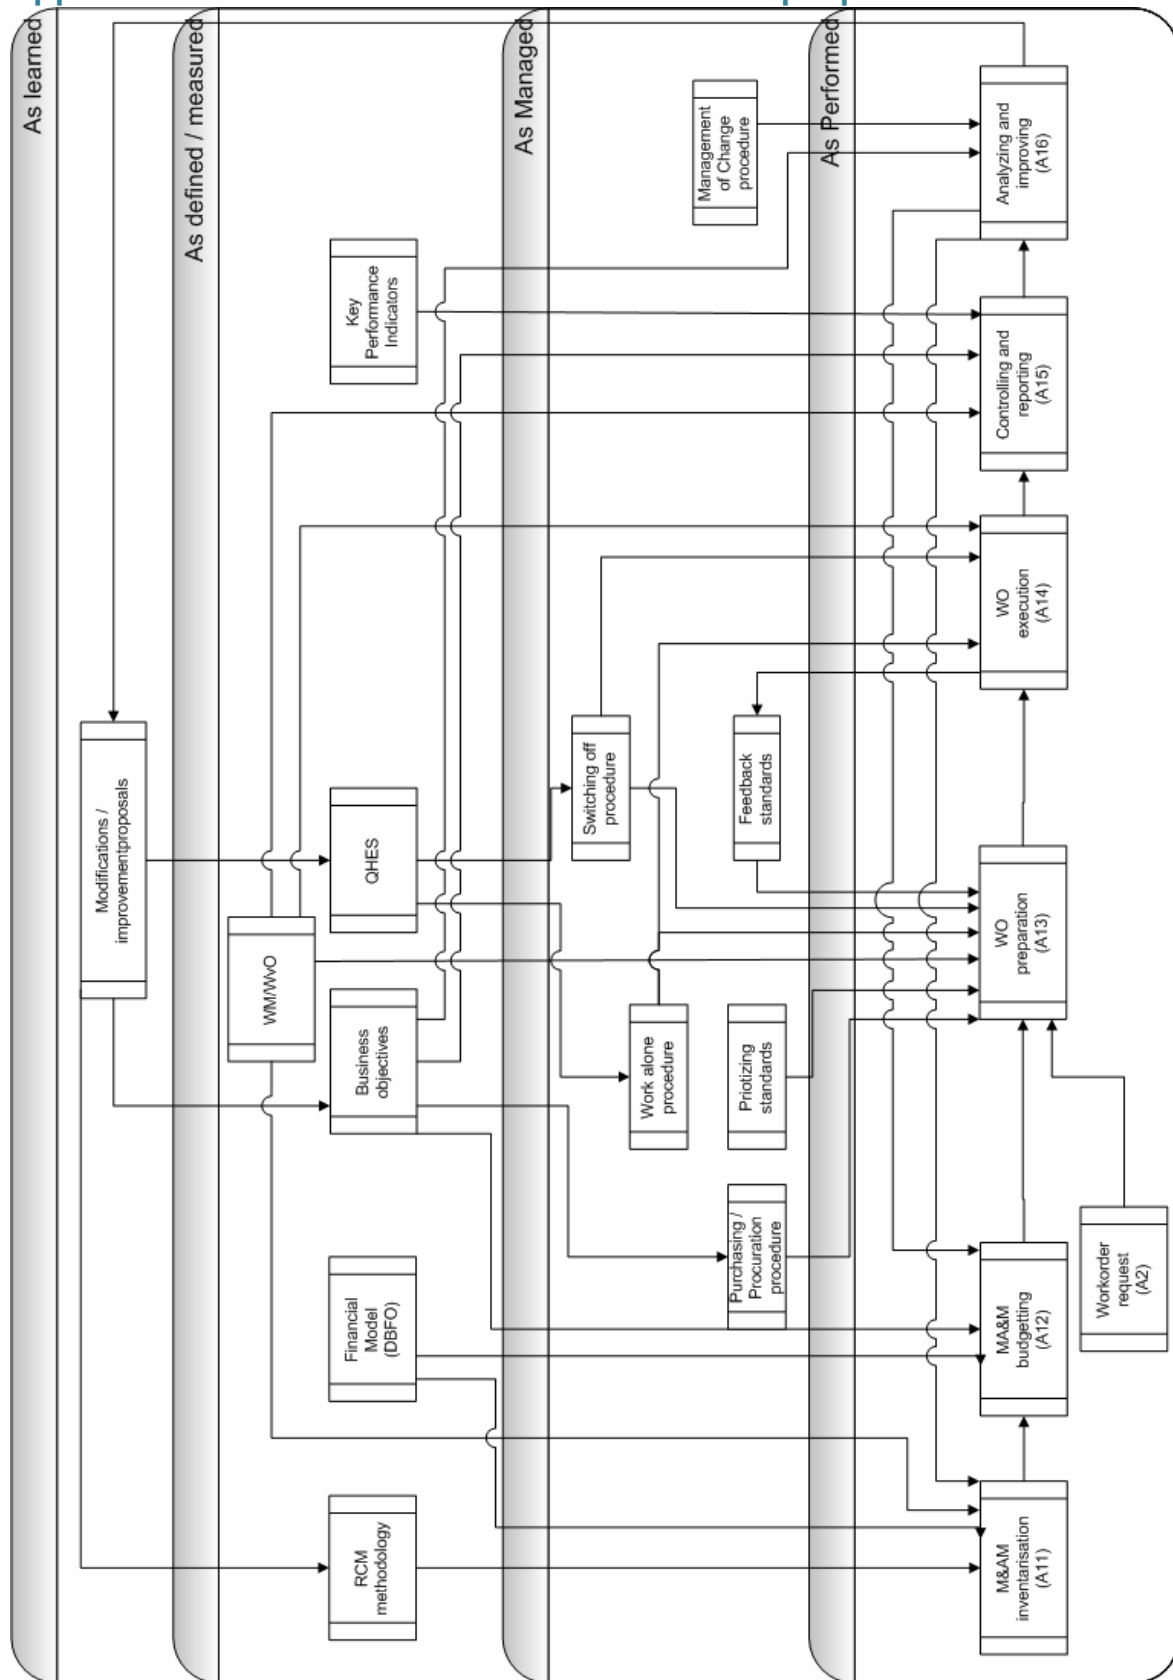 As learned
Modifications /
improvementproposals
As defined / measured
WM/WvO
RCM
methodology
Financial
Model
(DBFO)
Business
objectives
QHES
Key
Performance
Indicators
As Managed
Switching off
procedure
Work alone
procedure
Purchasing /
Procuration
procedure
Priotizing
standards
Feedback
standards
Management
of Change
procedure
As Performed
M&AM
inventarisation
(A11)
MA&M
budgetting
(A12)
WO
preparation
(A13)
WO
execution
(A14)
Controlling and
reporting
(A15)
Analyzing and
improving
(A16)
Workorder
request
(A2)